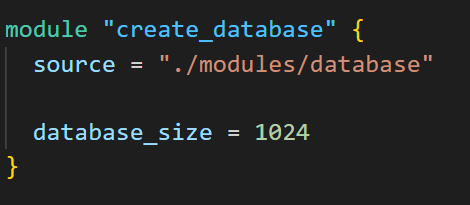 module "create_database" {
  source = "./modules/database"

  database_size = 1024
}